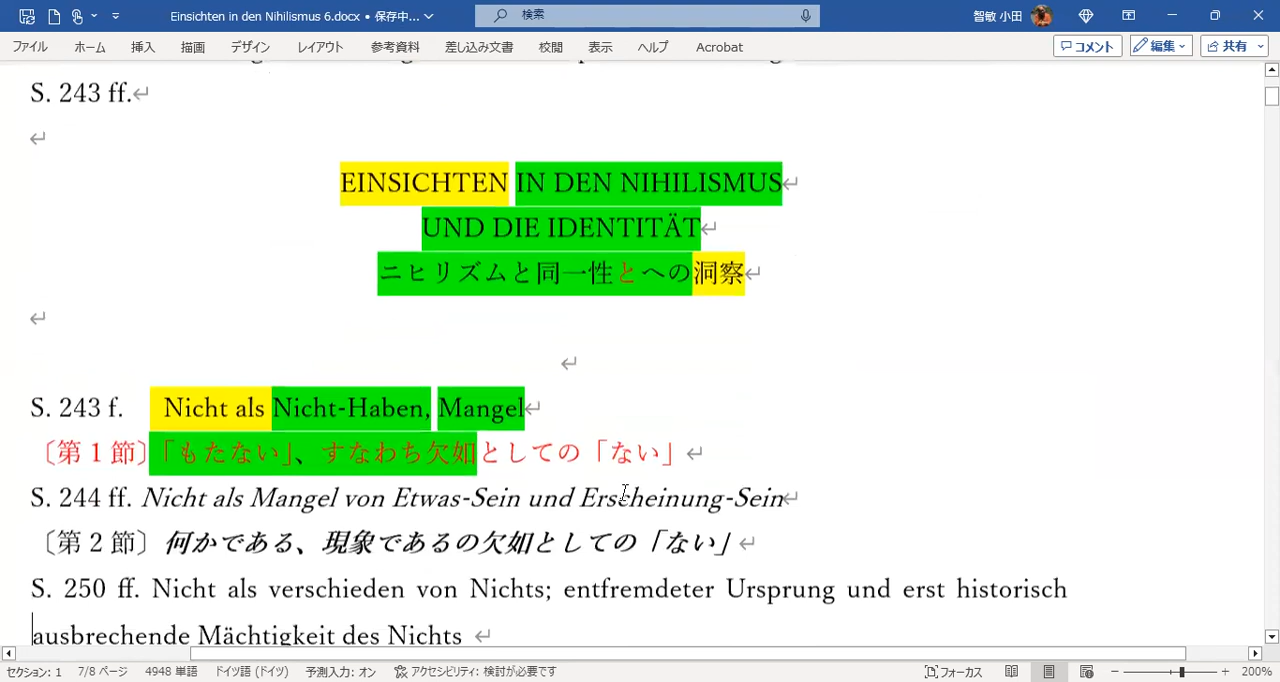 Einsichten in den Nihilismus 6.docx • 保存中...
検索
智敏 小田
ファイル ホーム 挿入 描画 デザイン レイアウト 参考資料 差し込み文書 校閲 表示 ヘルプ Acrobat コメント 編集 共有
S. 243 ff.
EINSICHTEN IN DEN NIHILISMUS
UND DIE IDENTITÄT
ニヒリズムと同一性とへの洞察
S. 243 f. Nicht als Nicht-Haben, Mangel
〔第 1 節〕「もたない」、すなわち欠如としての「ない」
S. 244 ff. Nicht als Mangel von Etwas-Sein und Erscheinung-Sein
〔第 2 節〕何かである、現象であるの欠如としての「ない」
S. 250 ff. Nicht als verschieden von Nichts; entfremdeter Ursprung und erst historisch
ausbrechende Mächtigkeit des Nichts
セクション: 1 7/8 ページ 4948 単語 ドイツ語 (ドイツ) 予測入力: オン アクセシビリティ: 検討が必要です フォーカス 200%